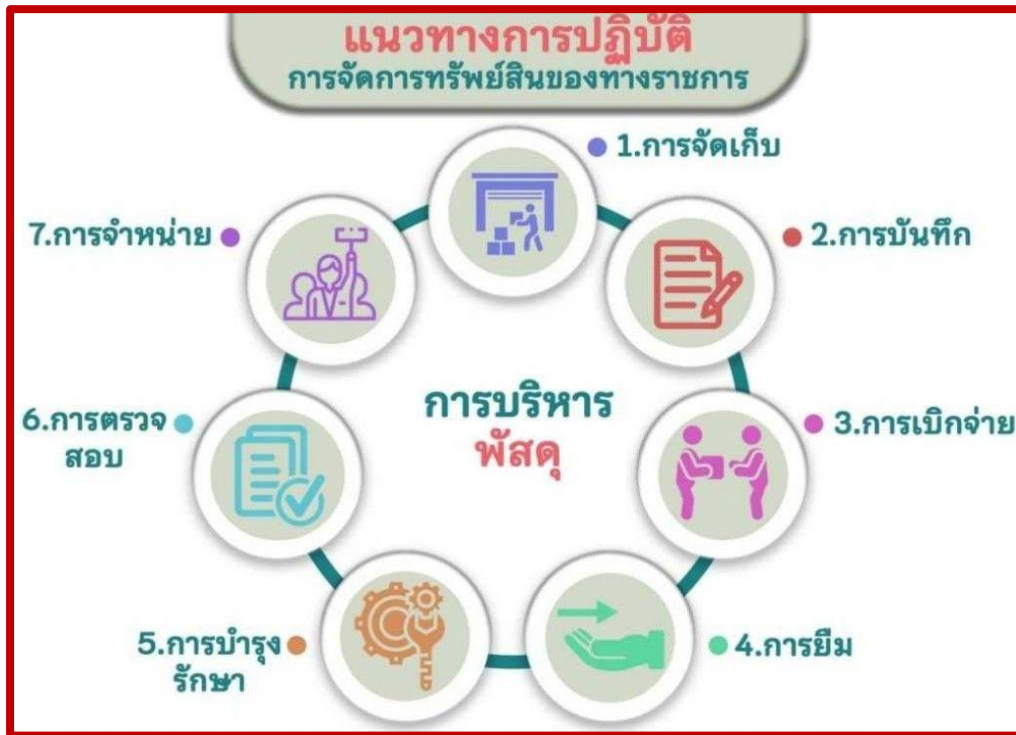 แนวทางการปฏิบัติ
การจัดการทรัพย์สินของทางราชการ
1.การจัดเก็บ
2.การบันทึก
3.การเบิกจ่าย
4.การยืม
5.การบำรุง
รักษา
6.การตรวจ
สอบ
7.การจำหน่าย
การบริหาร
พัสดุ